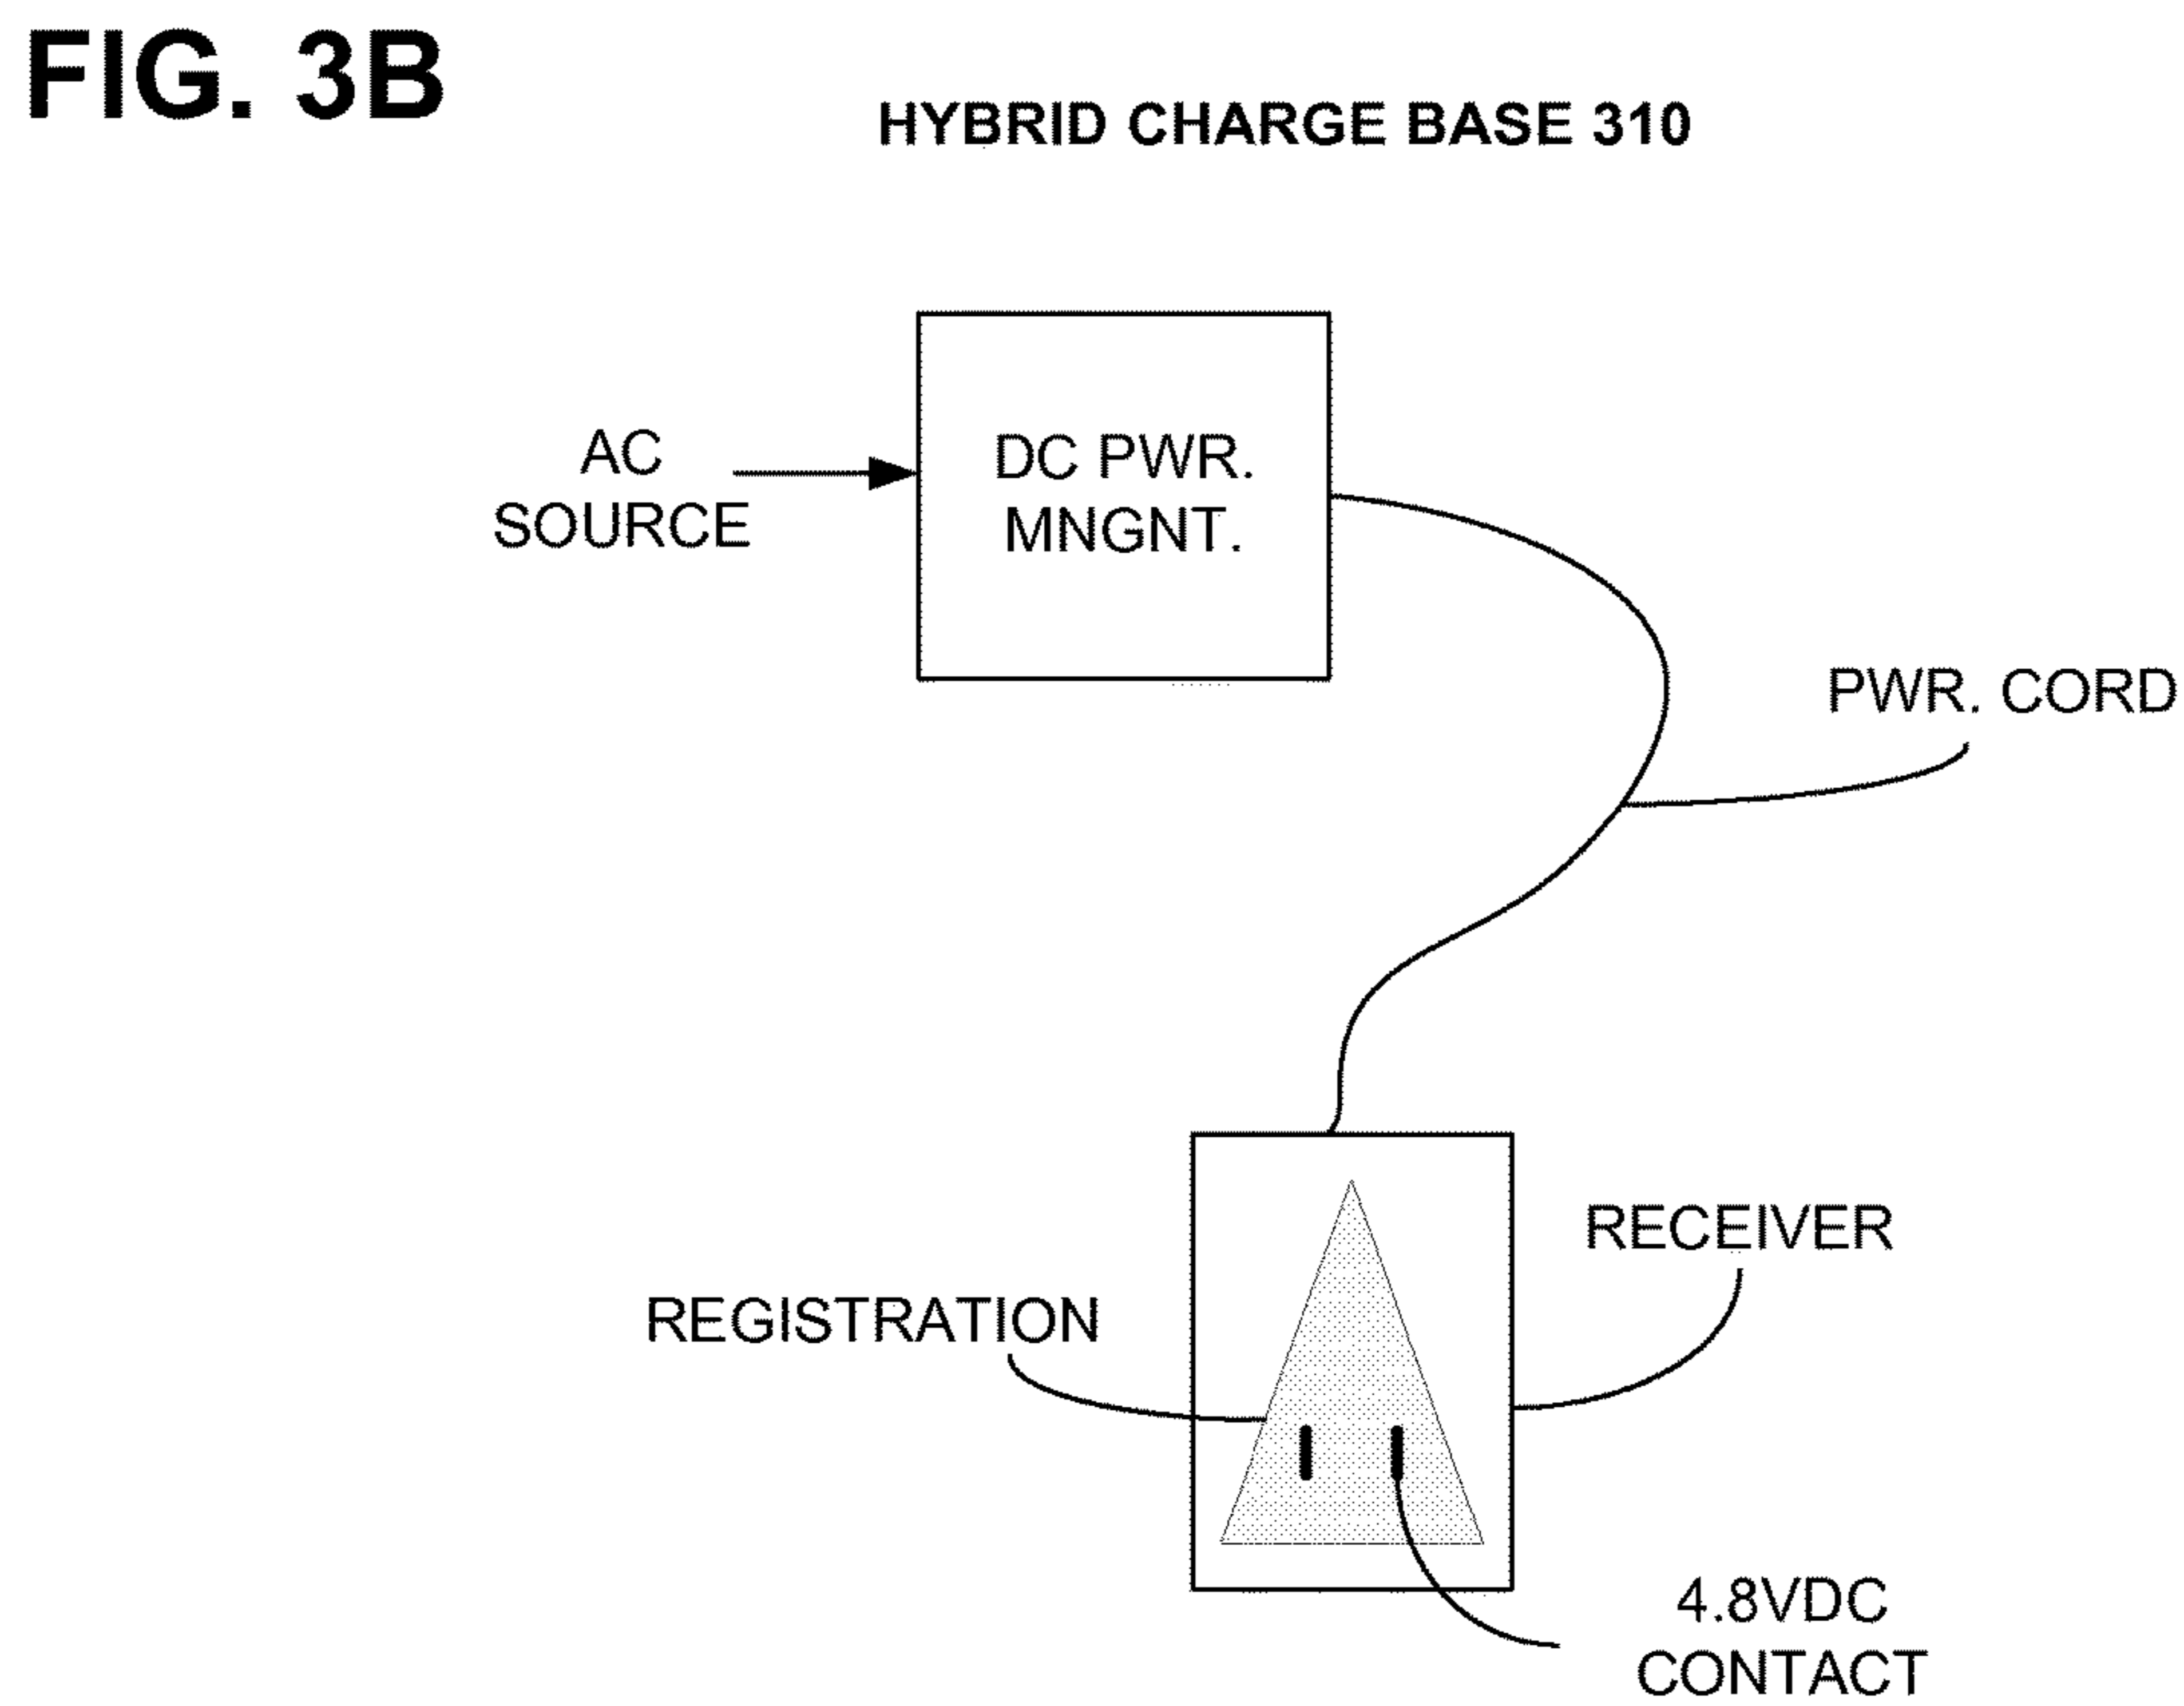 FIG. 3B
HYBRID CHARGE BASE 310
AC
SOURCE
DC PWR.
MNGNT.
PWR. CORD
RECEIVER
REGISTRATION
4.8VDC
CONTACT